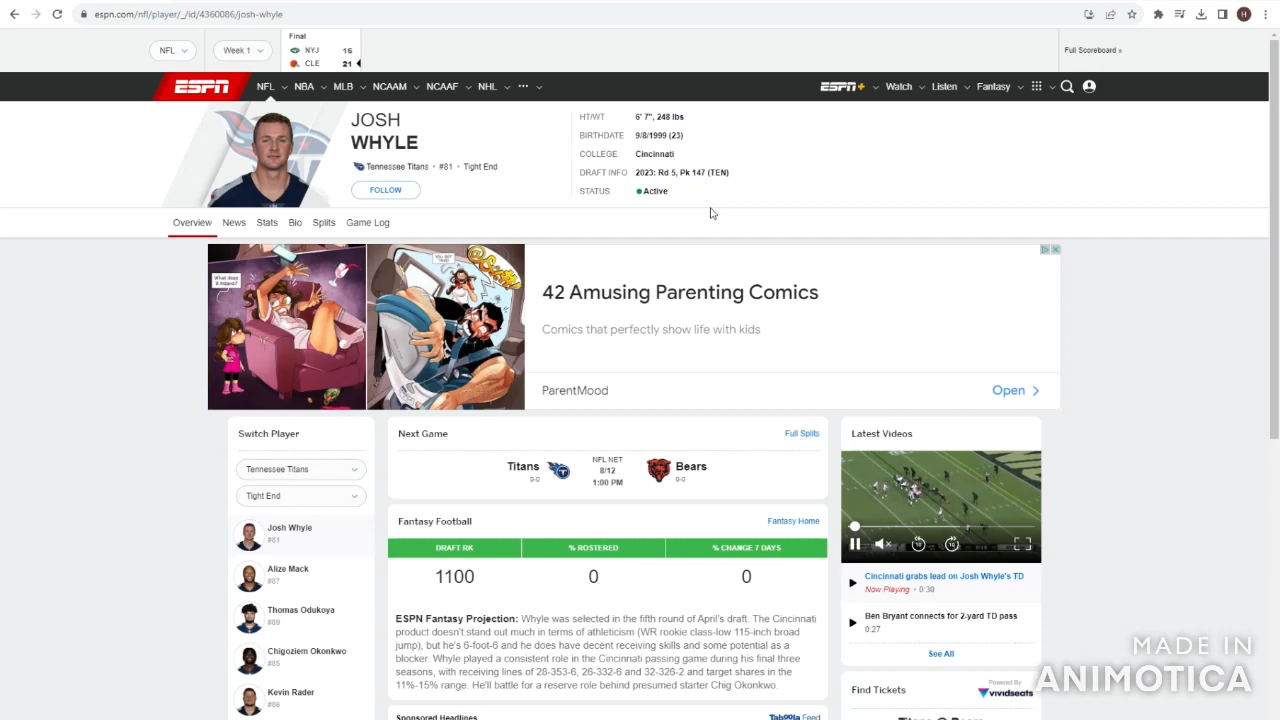 espn.com/nfl/player/_/id/4360086/josh-whyle
H
NFL
Week 1
Final
NYJ 16
CLE 21
Full Scoreboard »
ESPN
NFL
NBA
MLB
NCAAM
NCAAF
NHL
•••
ESPN+
Watch
Listen
Fantasy
JOSH
WHYLE
Tennessee Titans • #81 • Tight End
FOLLOW
HT/WT 6' 7", 248 lbs
BIRTHDATE 9/8/1999 (23)
COLLEGE Cincinnati
DRAFT INFO 2023: Rd 5, Pk 147 (TEN)
STATUS Active
Overview
News
Stats
Bio
Splits
Game Log
42 Amusing Parenting Comics
Comics that perfectly show life with kids
ParentMood
Open
Switch Player
Tennessee Titans
Tight End
Josh Whyle
#81
Alize Mack
#87
Thomas Odukoya
#89
Chigoziem Okonkwo
#85
Kevin Rader
#86
Next Game
Full Splits
Titans
0-0
NFL NET
8/12
1:00 PM
Bears
0-0
Fantasy Football
Fantasy Home
DRAFT RK
% ROSTERED
% CHANGE 7 DAYS
1100
0
0
ESPN Fantasy Projection: Whyle was selected in the fifth round of April's draft. The Cincinnati
product doesn't stand out much in terms of athleticism (WR rookie class-low 115-inch broad
jump), but he's 6-foot-6 and he does have decent receiving skills and some potential as a
blocker. Whyle played a consistent role in the Cincinnati passing game during his final three
seasons, with receiving lines of 28-353-6, 26-332-6 and 32-326-2 and target shares in the
11%-15% range. He'll battle for a reserve role behind presumed starter Chig Okonkwo.
Sponsored Headlines
Taboola Feed
Latest Videos
10
10
Cincinnati grabs lead on Josh Whyle's TD
Now Playing • 0:30
Ben Bryant connects for 2-yard TD pass
0:27
See All
Find Tickets
Powered By
vividseats
Titans @ Bears
MADE IN
ANIMOTICA